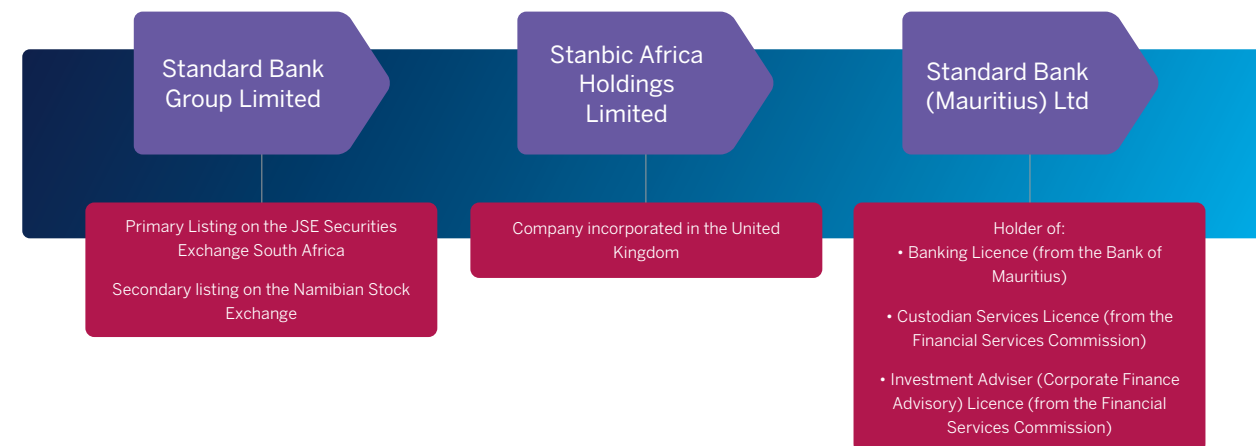 Standard Bank
Group Limited
Primary Listing on the JSE Securities
Exchange South Africa
Secondary listing on the Namibian Stock
Exchange
Stanbic Africa
Holdings
Limited
Company incorporated in the United
Kingdom
Standard Bank
(Mauritius) Ltd
Holder of:
• Banking Licence (from the Bank of
Mauritius)
• Custodian Services Licence (from the
Financial Services Commission)
• Investment Adviser (Corporate Finance
Advisory) Licence (from the Financial
Services Commission)